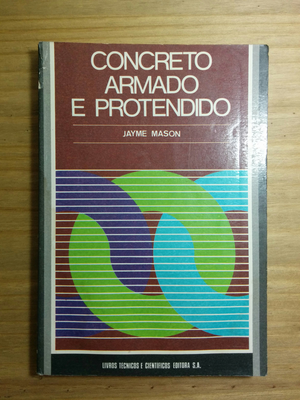 CONCRETO
ARMADO
E PROTENDIDO
JAYME MASON
LIVROS TÉCNICOS E CIENTÍFICOS EDITORA S.A.